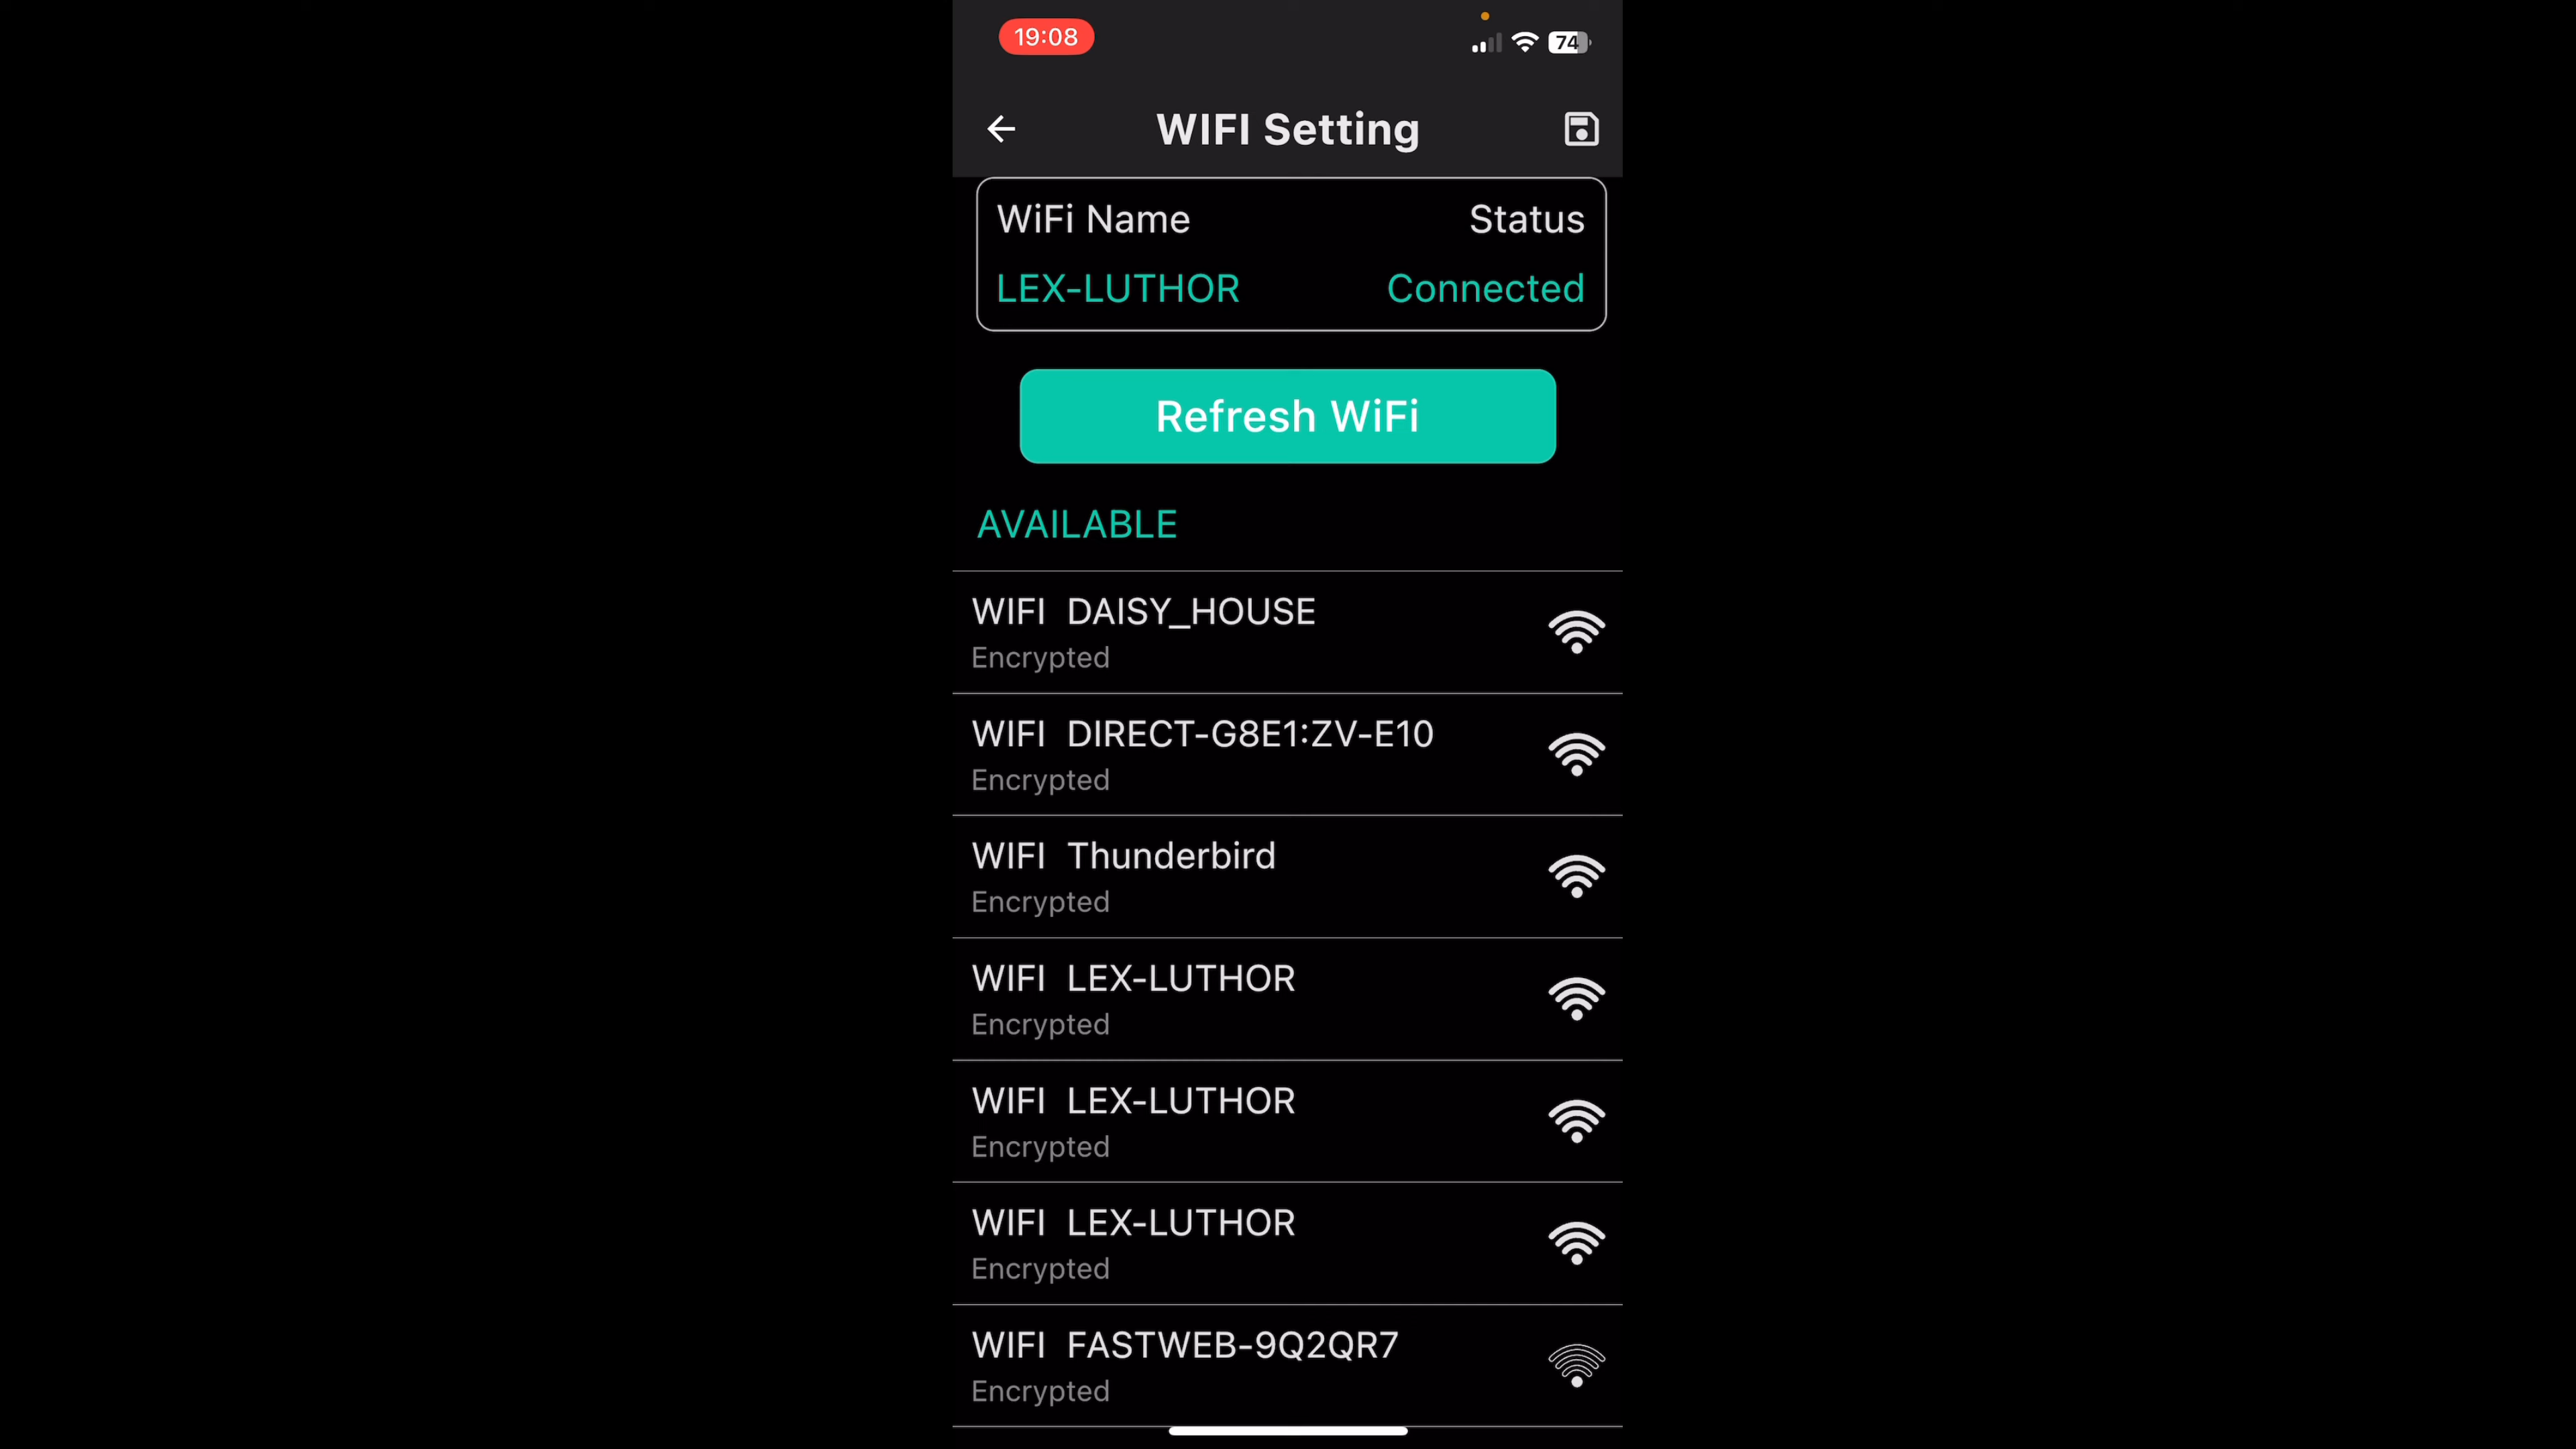 19:08
74
WIFI Setting
WiFi Name Status
LEX-LUTHOR Connected
Refresh WiFi
AVAILABLE
WIFI DAISY_HOUSE
Encrypted
WIFI DIRECT-G8E1:ZV-E10
Encrypted
WIFI Thunderbird
Encrypted
WIFI LEX-LUTHOR
Encrypted
WIFI LEX-LUTHOR
Encrypted
WIFI LEX-LUTHOR
Encrypted
WIFI FASTWEB-9Q2QR7
Encrypted